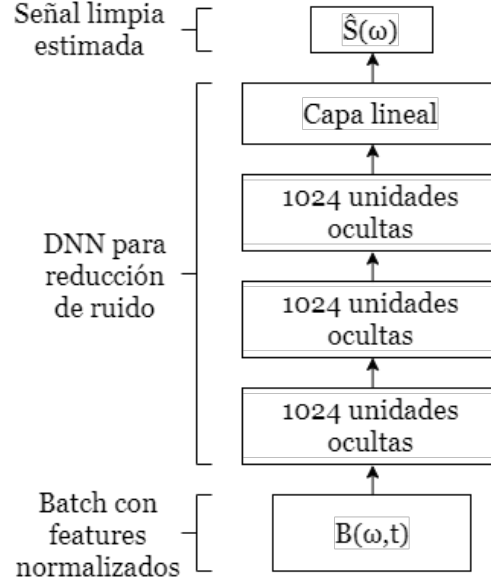 Señal limpia
estimada
Ŝ(ω)
DNN para
reducción
de ruido
Capa lineal
1024 unidades
ocultas
1024 unidades
ocultas
1024 unidades
ocultas
Batch con
features
normalizados
B(ω,t)